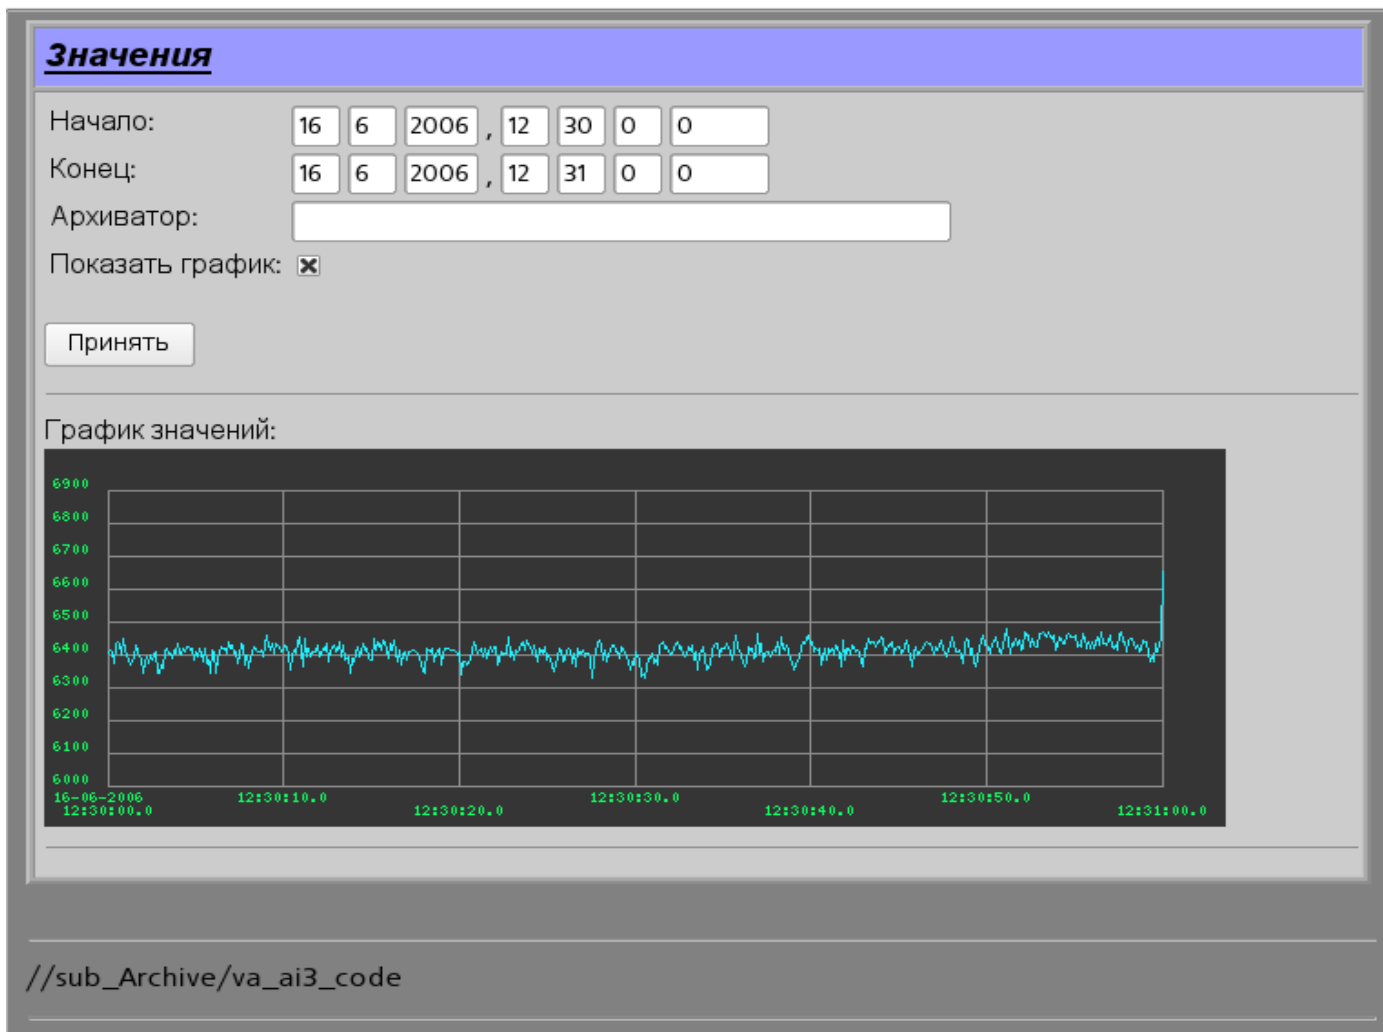 Значения
Начало: 16 6 2006 , 12 30 0 0
Конец: 16 6 2006 , 12 31 0 0
Архиватор:
Показать график:
Принять
График значений:
6900
6800
6700
6600
6500
6400
6300
6200
6100
6000
16-06-2006 12:30:10.0 12:30:30.0 12:30:50.0
12:30:00.0 12:30:20.0 12:30:40.0 12:31:00.0
//sub_Archive/va_ai3_code